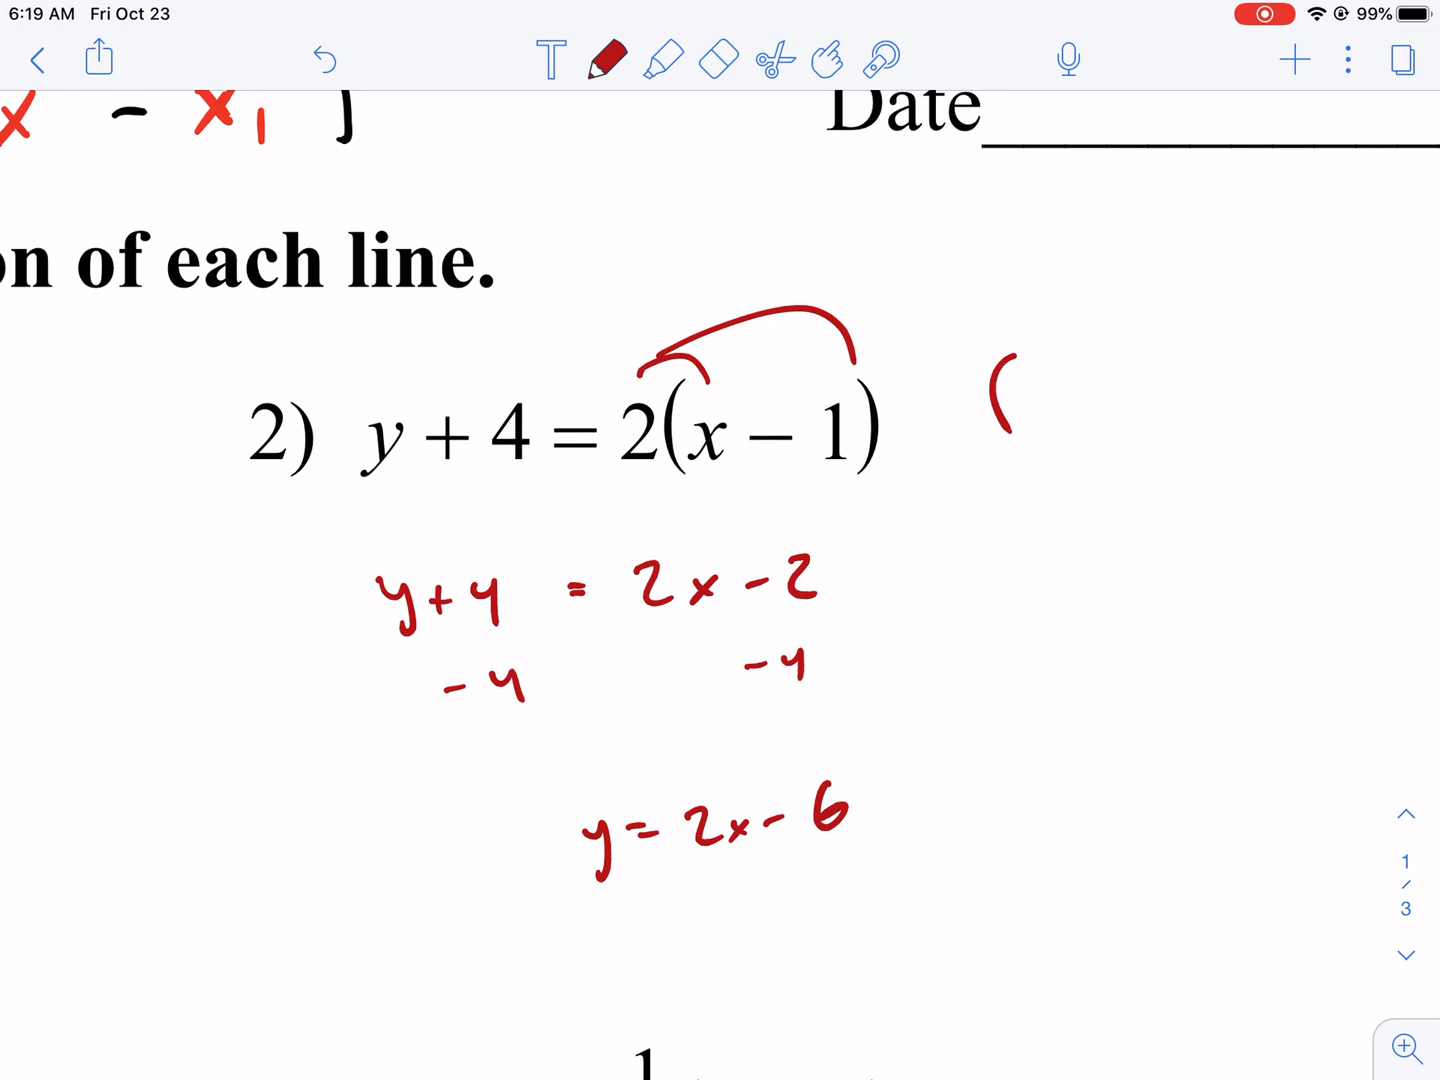 6:19 AM Fri Oct 23 99%
T
x - x₁ ]
Date
on of each line.
2) y + 4 = 2(x − 1) (
y+4 = 2x-2
-4 -4
y = 2x - 6
1
/
3
1